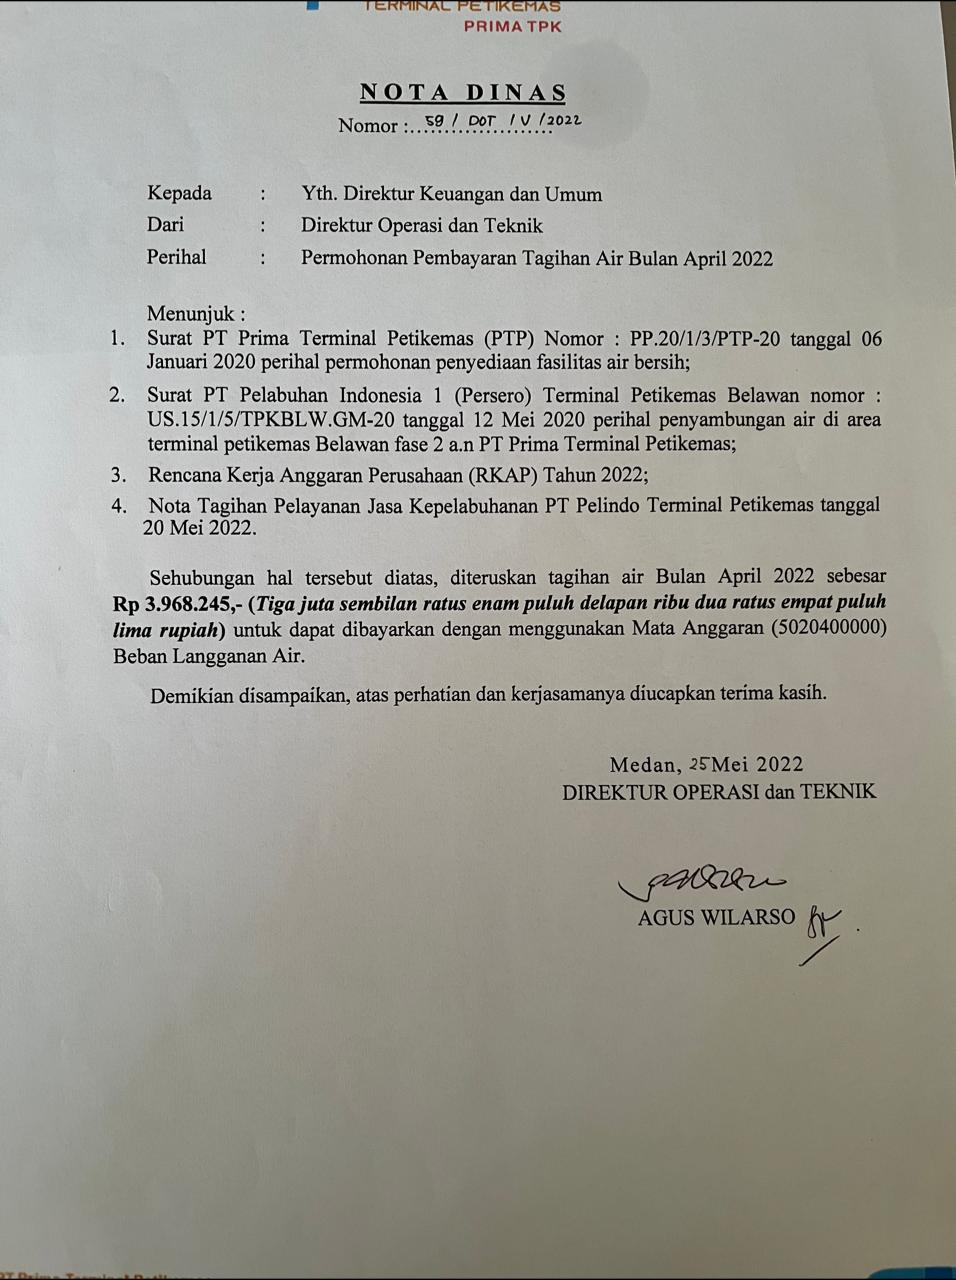 TERMINAL PETIKEMAS
PRIMA TPK
NOTA DINAS
Nomor :....59 / DOT / V / 2022
Kepada : Yth. Direktur Keuangan dan Umum
Dari : Direktur Operasi dan Teknik
Perihal : Permohonan Pembayaran Tagihan Air Bulan April 2022
Menunjuk :
1. Surat PT Prima Terminal Petikemas (PTP) Nomor : PP.20/1/3/PTP-20 tanggal 06
Januari 2020 perihal permohonan penyediaan fasilitas air bersih;
2. Surat PT Pelabuhan Indonesia 1 (Persero) Terminal Petikemas Belawan nomor :
US.15/1/5/TPKBLW.GM-20 tanggal 12 Mei 2020 perihal penyambungan air di area
terminal petikemas Belawan fase 2 a.n PT Prima Terminal Petikemas;
3. Rencana Kerja Anggaran Perusahaan (RKAP) Tahun 2022;
4. Nota Tagihan Pelayanan Jasa Kepelabuhanan PT Pelindo Terminal Petikemas tanggal
20 Mei 2022.
Sehubungan hal tersebut diatas, diteruskan tagihan air Bulan April 2022 sebesar
Rp 3.968.245,- (Tiga juta sembilan ratus enam puluh delapan ribu dua ratus empat puluh
lima rupiah) untuk dapat dibayarkan dengan menggunakan Mata Anggaran (5020400000)
Beban Langganan Air.
Demikian disampaikan, atas perhatian dan kerjasamanya diucapkan terima kasih.
Medan, 25 Mei 2022
DIREKTUR OPERASI dan TEKNIK
AGUS WILARSO